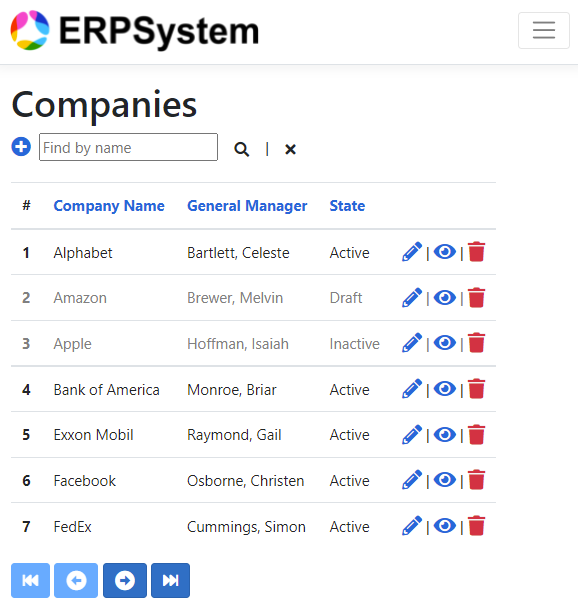 ERPSystem
Companies
Find by name |
# Company Name General Manager State
1 Alphabet Bartlett, Celeste Active | |
2 Amazon Brewer, Melvin Draft | |
3 Apple Hoffman, Isaiah Inactive | |
4 Bank of America Monroe, Briar Active | |
5 Exxon Mobil Raymond, Gail Active | |
6 Facebook Osborne, Christen Active | |
7 FedEx Cummings, Simon Active | |